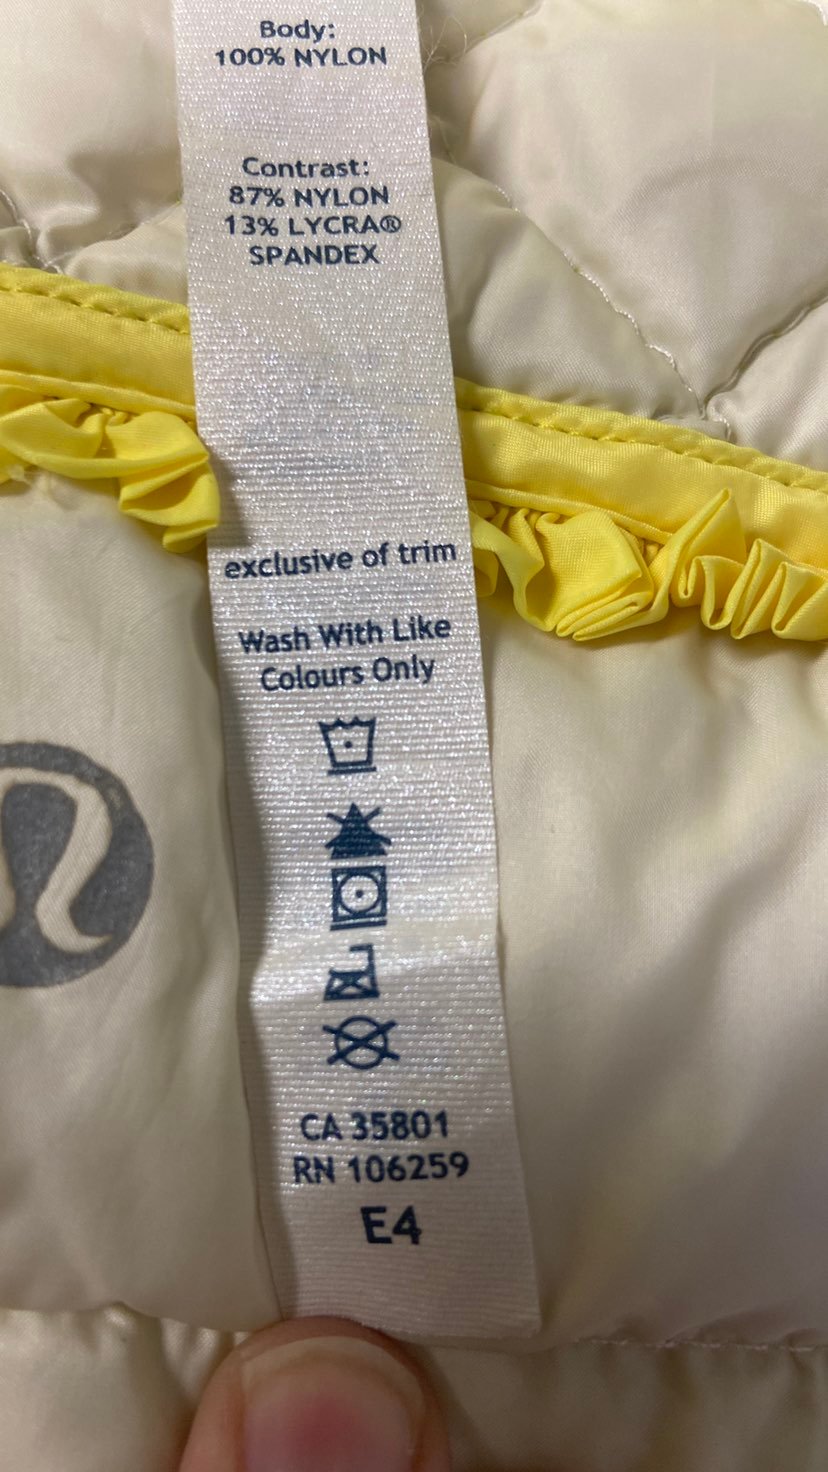 Body:
100% NYLON
Contrast:
87% NYLON
13% LYCRA®
SPANDEX
exclusive of trim
Wash With Like
Colours Only
CA 35801
RN 106259
E4